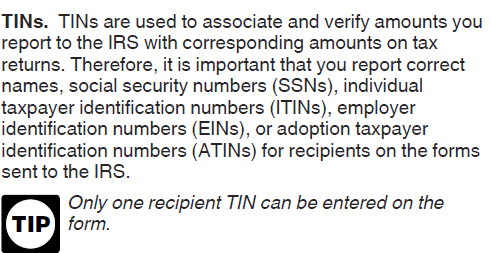 TINs. TINs are used to associate and verify amounts you
report to the IRS with corresponding amounts on tax
returns. Therefore, it is important that you report correct
names, social security numbers (SSNs), individual
taxpayer identification numbers (ITINs), employer
identification numbers (EINs), or adoption taxpayer
identification numbers (ATINs) for recipients on the forms
sent to the IRS.
TIP
Only one recipient TIN can be entered on the
form.